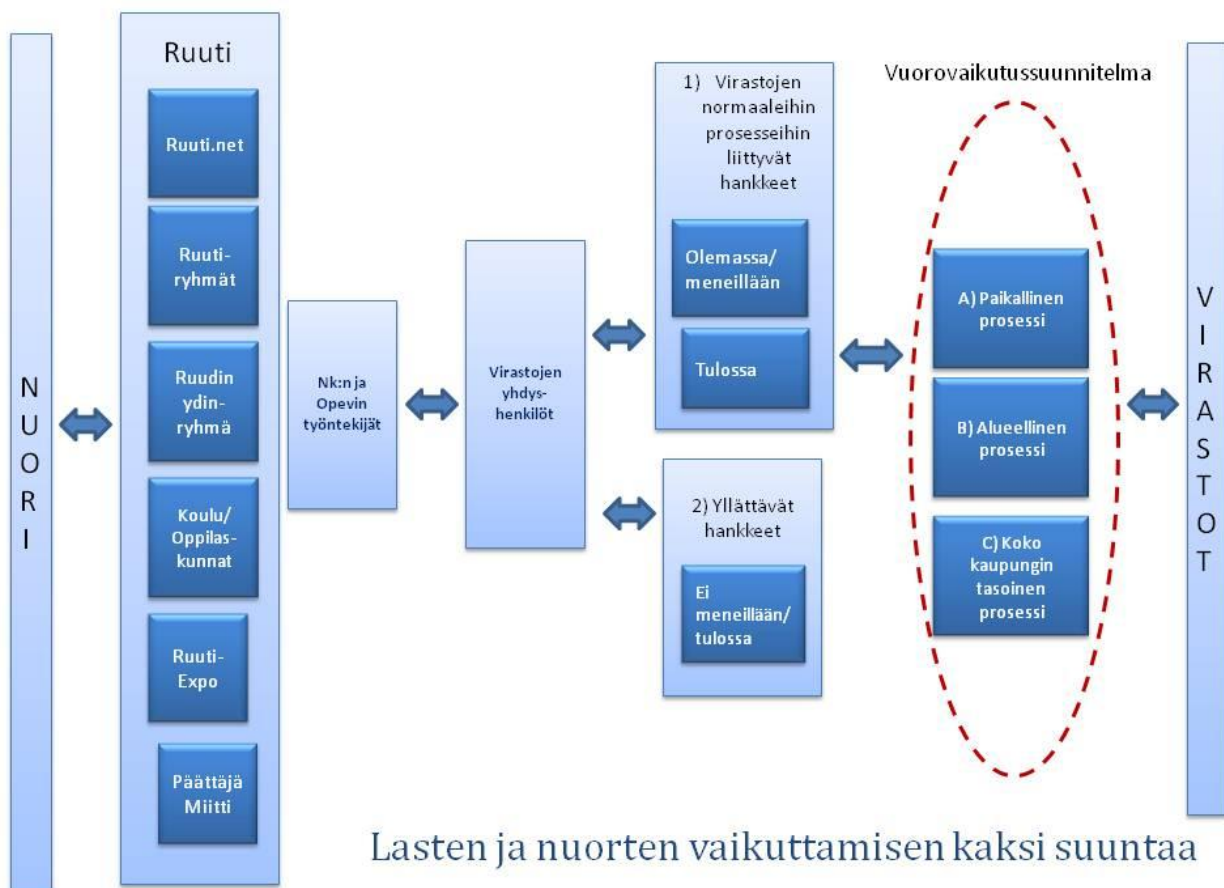 N
U
O
R
I
Ruuti
Ruuti.net
Ruuti-
ryhmät
Ruudin
ydin-
ryhmä
Koulu/
Oppilas-
kunnat
Ruuti-
Expo
Päättäjä
Miitti
Nk:n ja
Opevin
työntekijät
Virastojen
yhdys-
henkilöt
1) Virastojen
normaaleihin
prosesseihin
liittyvät
hankkeet
Olemassa/
meneillään
Tulossa
2) Yllättävät
hankkeet
Ei
meneillään/
tulossa
Vuorovaikutussuunnitelma
A) Paikallinen
prosessi
B) Alueellinen
prosessi
C) Koko
kaupungin
tasoinen
prosessi
V
I
R
A
S
T
O
T
Lasten ja nuorten vaikuttamisen kaksi suuntaa